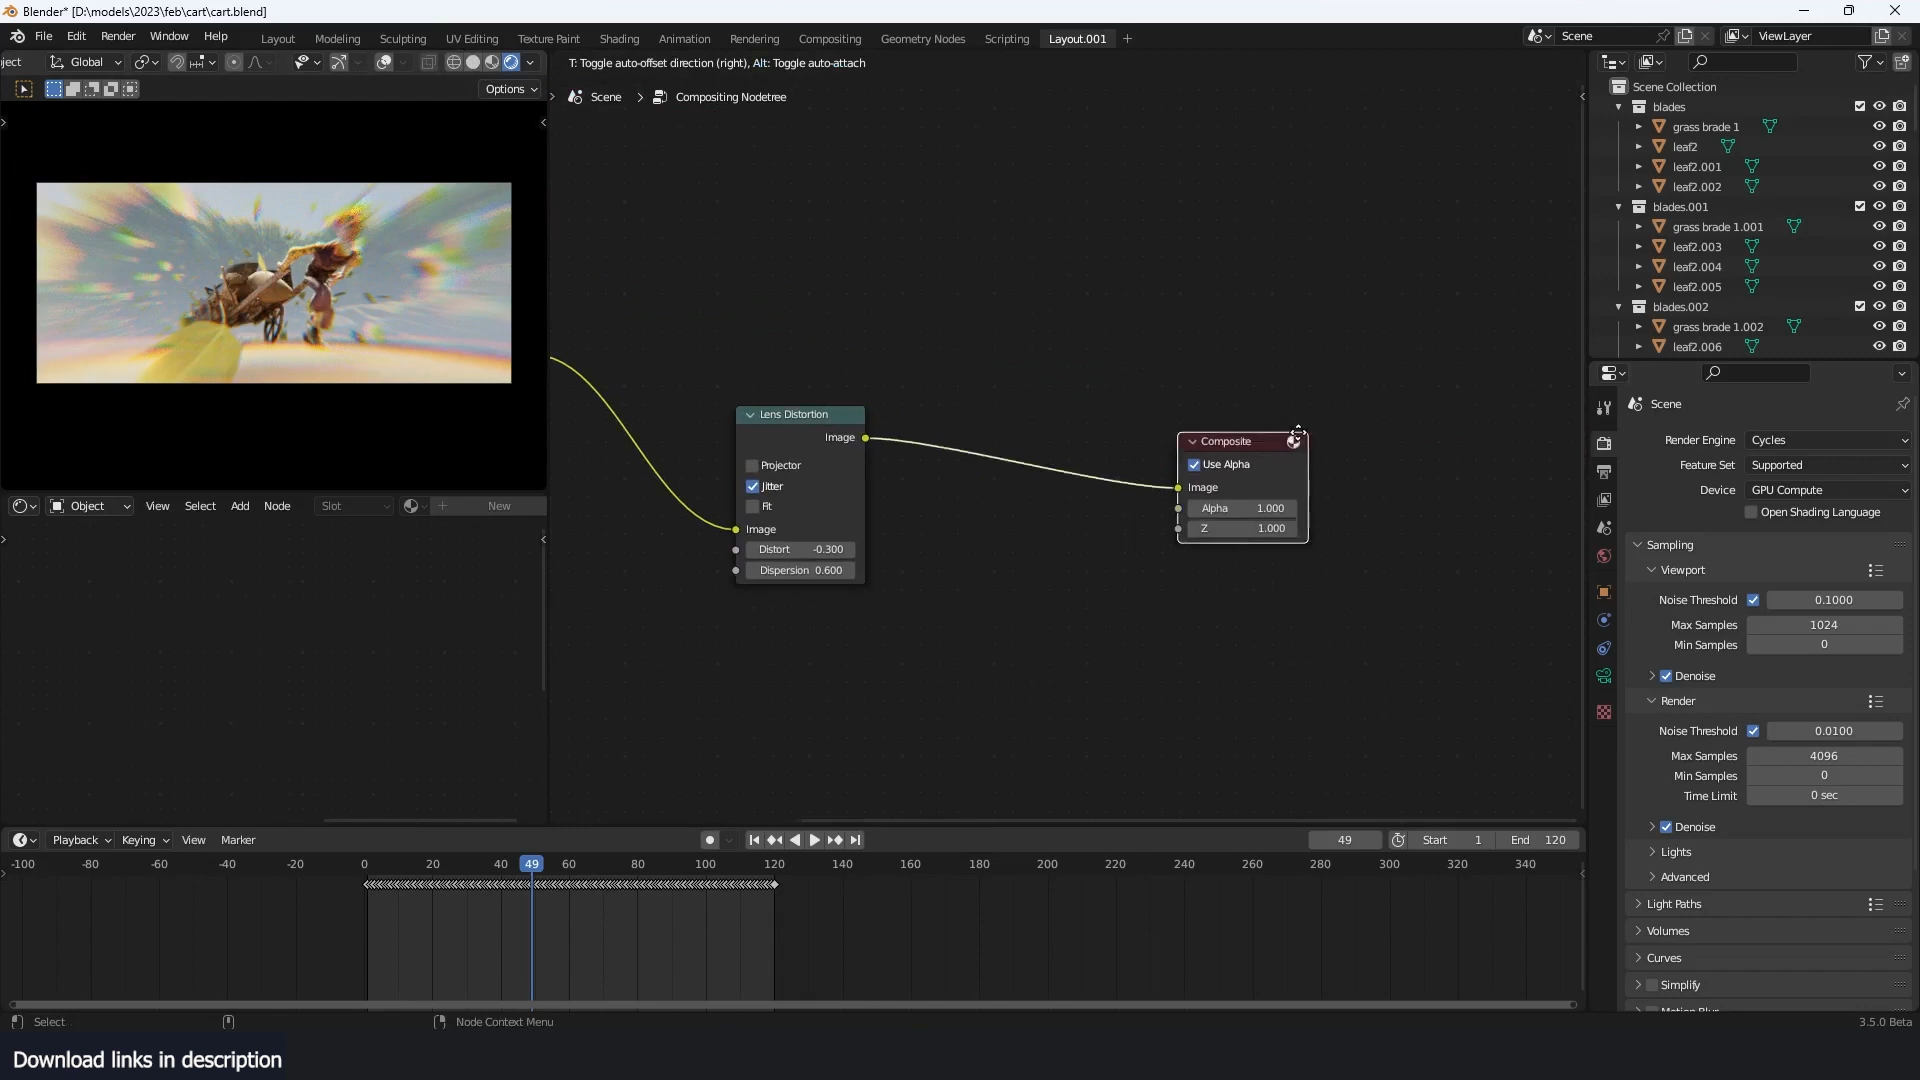 Blender* [D:\models\2023\feb\cart\cart.blend]
File Edit Render Window Help Layout Modeling Sculpting UV Editing Texture Paint Shading Animation Rendering Compositing Geometry Nodes Scripting Layout.001 + Scene ViewLayer
ject Global T: Toggle auto-offset direction (right), Alt: Toggle auto-attach
Options
Scene > Compositing Nodetree
Scene Collection
blades
grass brade 1
leaf2
leaf2.001
leaf2.002
blades.001
grass brade 1.001
leaf2.003
leaf2.004
leaf2.005
blades.002
grass brade 1.002
leaf2.006
Lens Distortion
Image
Projector
Jitter
Fit
Image
Distort -0.300
Dispersion 0.600
Composite
Use Alpha
Image
Alpha 1.000
Z 1.000
Scene
Render Engine Cycles
Feature Set Supported
Device GPU Compute
Open Shading Language
Sampling
Viewport
Noise Threshold 0.1000
Max Samples 1024
Min Samples 0
Denoise
Render
Noise Threshold 0.0100
Max Samples 4096
Min Samples 0
Time Limit 0 sec
Denoise
Lights
Advanced
Light Paths
Volumes
Curves
Simplify
Object View Select Add Node Slot New
Playback Keying View Marker 49 Start 1 End 120
-100 -80 -60 -40 -20 0 20 40 49 60 80 100 120 140 160 180 200 220 240 260 280 300 320 340
Select Node Context Menu 3.5.0 Beta
Download links in description